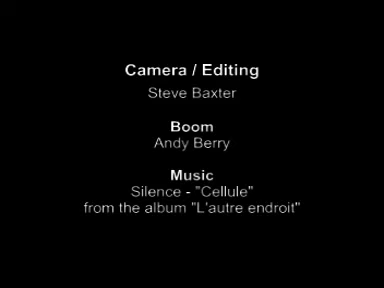 Camera / Editing
Steve Baxter
Boom
Andy Berry
Music
Silence - "Cellule"
from the album "L'autre endroit"